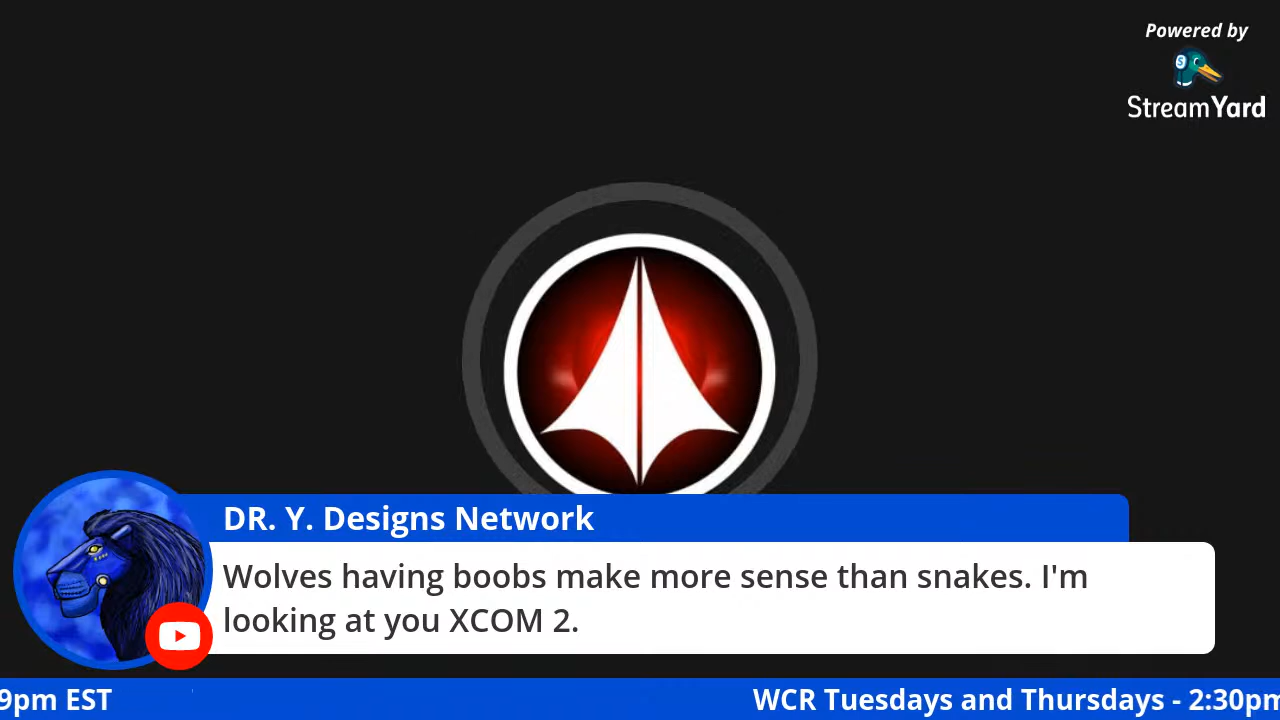 Powered by
StreamYard
DR. Y. Designs Network
Wolves having boobs make more sense than snakes. I'm
looking at you XCOM 2.
9pm EST
WCR Tuesdays and Thursdays - 2:30pm